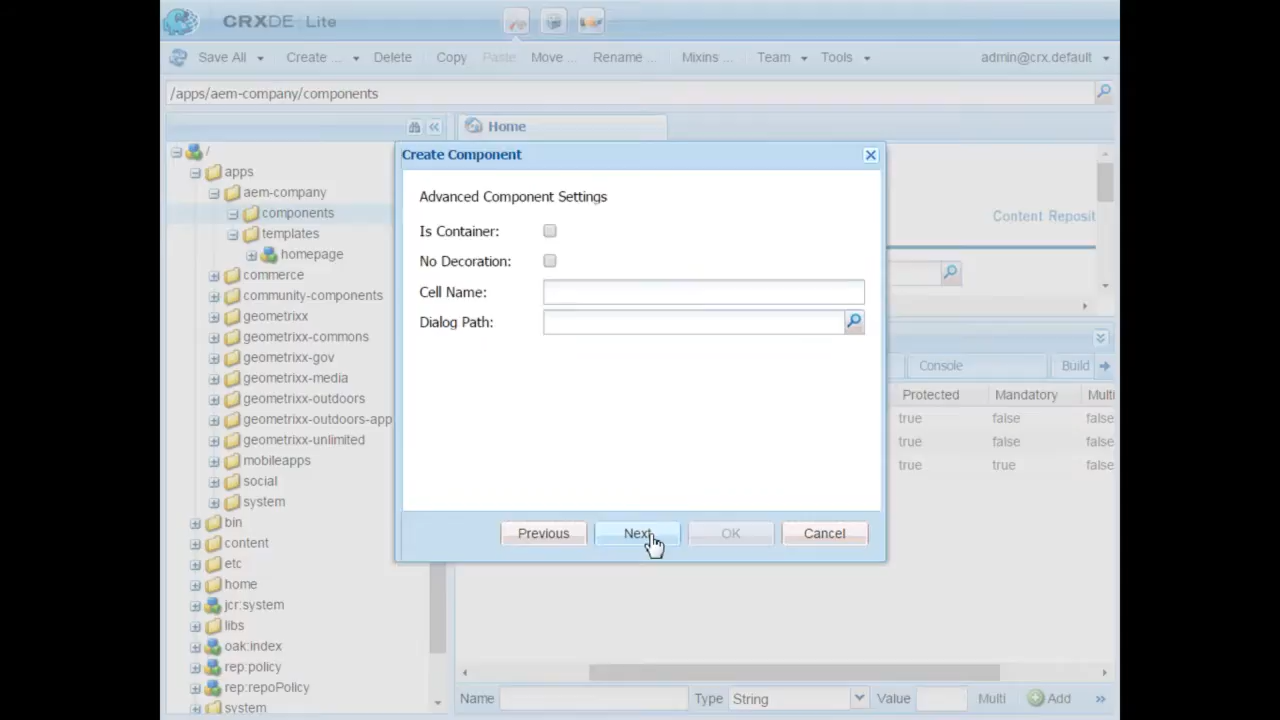 CRXDE Lite
Save All Create ... Delete Copy Paste Move ... Rename ... Mixins ... Team Tools admin@crx.default
/apps/aem-company/components
Home
/
apps
aem-company
components
templates
homepage
commerce
community-components
geometrixx
geometrixx-commons
geometrixx-gov
geometrixx-media
geometrixx-outdoors
geometrixx-outdoors-app
geometrixx-unlimited
mobileapps
social
system
bin
content
etc
home
jcr:system
libs
oak:index
rep:policy
rep:repoPolicy
system
Create Component
Advanced Component Settings
Is Container:
No Decoration:
Cell Name:
Dialog Path:
Previous Next OK Cancel
Content Reposit
Console Build
Protected Mandatory Multi
true false false
true false false
true true false
Name Type String Value Multi Add »